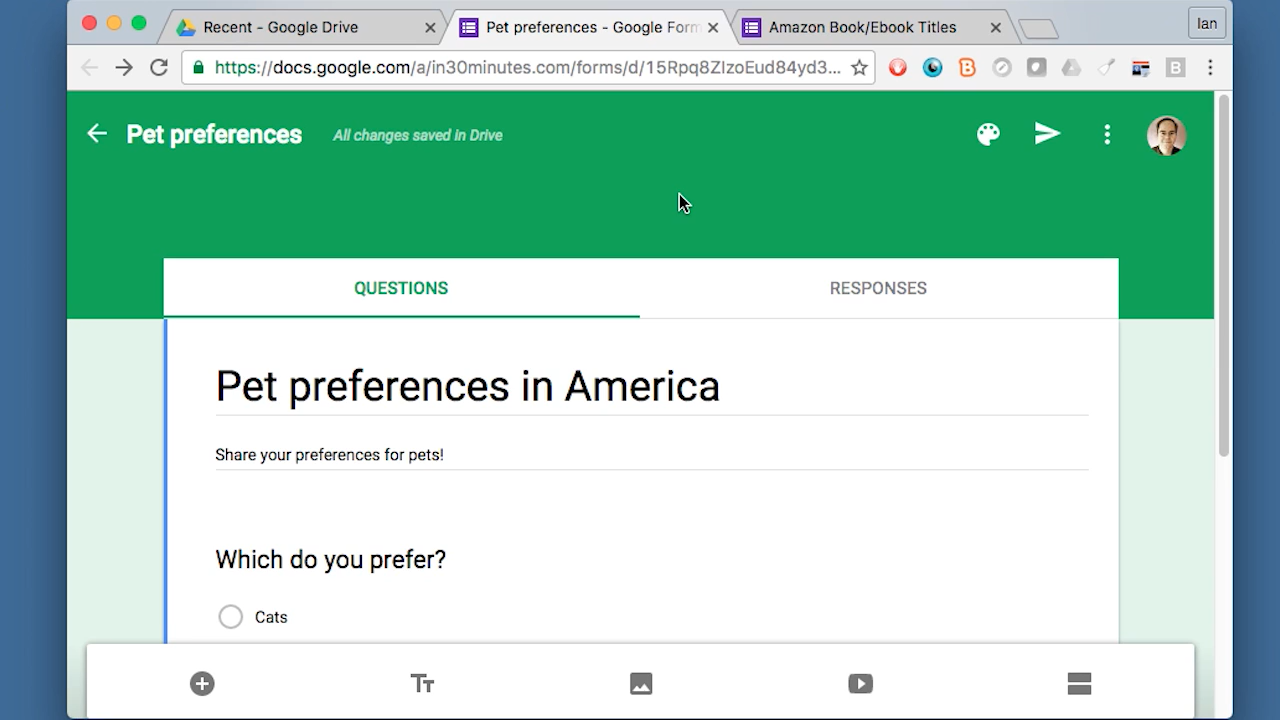 Recent - Google Drive
Pet preferences - Google Form
Amazon Book/Ebook Titles
Ian
https://docs.google.com/a/in30minutes.com/forms/d/15Rpq8ZIzoEud84yd3...
B
B
Pet preferences
All changes saved in Drive
QUESTIONS
RESPONSES
Pet preferences in America
Share your preferences for pets!
Which do you prefer?
Cats
Tт